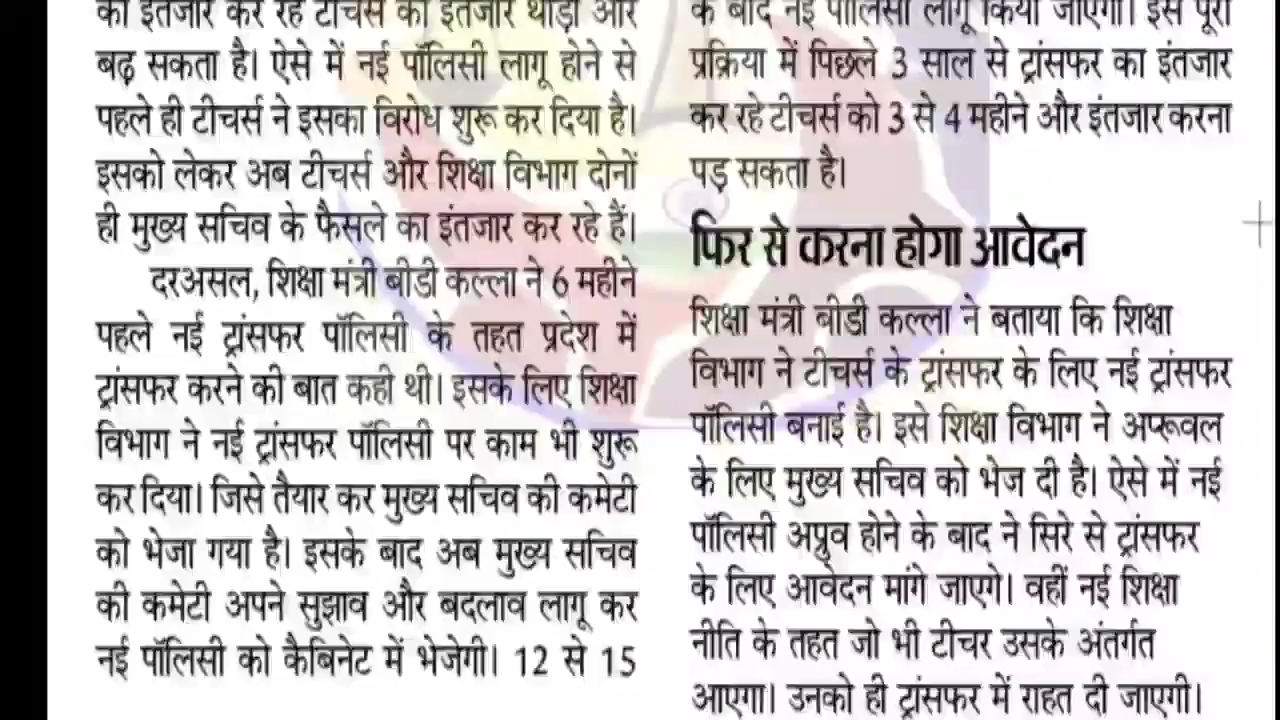 का इंतजार कर रहे टीचर्स का इंतजार थोड़ा और
बढ़ सकता है। ऐसे में नई पॉलिसी लागू होने से
पहले ही टीचर्स ने इसका विरोध शुरू कर दिया है।
इसको लेकर अब टीचर्स और शिक्षा विभाग दोनों
ही मुख्य सचिव के फैसले का इंतजार कर रहे हैं।
दरअसल, शिक्षा मंत्री बीडी कल्ला ने 6 महीने
पहले नई ट्रांसफर पॉलिसी के तहत प्रदेश में
ट्रांसफर करने की बात कही थी। इसके लिए शिक्षा
विभाग ने नई ट्रांसफर पॉलिसी पर काम भी शुरू
कर दिया। जिसे तैयार कर मुख्य सचिव की कमेटी
को भेजा गया है। इसके बाद अब मुख्य सचिव
की कमेटी अपने सुझाव और बदलाव लागू कर
नई पॉलिसी को कैबिनेट में भेजेगी। 12 से 15
के बाद नई पॉलिसी लागू किया जाएगा। इस पूरी
प्रक्रिया में पिछले 3 साल से ट्रांसफर का इंतजार
कर रहे टीचर्स को 3 से 4 महीने और इंतजार करना
पड़ सकता है।
फिर से करना होगा आवेदन
शिक्षा मंत्री बीडी कल्ला ने बताया कि शिक्षा
विभाग ने टीचर्स के ट्रांसफर के लिए नई ट्रांसफर
पॉलिसी बनाई है। इसे शिक्षा विभाग ने अप्रूवल
के लिए मुख्य सचिव को भेज दी है। ऐसे में नई
पॉलिसी अप्रुव होने के बाद ने सिरे से ट्रांसफर
के लिए आवेदन मांगे जाएगे। वहीं नई शिक्षा
नीति के तहत जो भी टीचर उसके अंतर्गत
आएगा। उनको ही ट्रांसफर में राहत दी जाएगी।